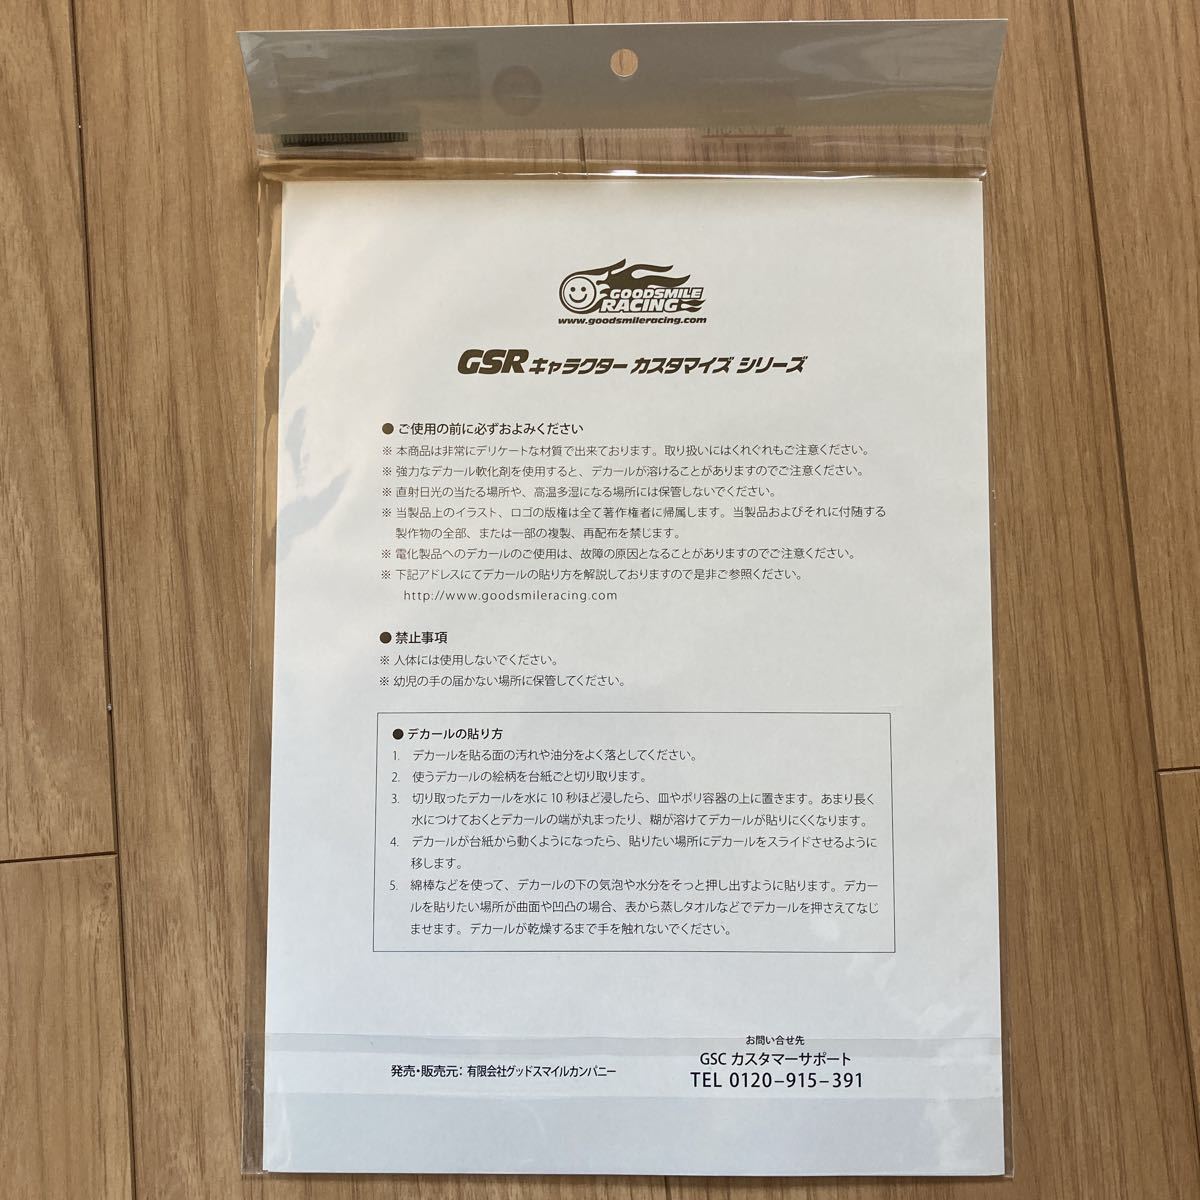 GOODSMILE
RACING
www.goodsmileracing.com
GSR キャラクター カスタマイズ シリーズ
● ご使用の前に必ずおよみください
※ 本商品は非常にデリケートな材質で出来ております。取り扱いにはくれぐれもご注意ください。
※ 強力なデカール軟化剤を使用すると、デカールが溶けることがありますのでご注意ください。
※ 直射日光の当たる場所や、高温多湿になる場所には保管しないでください。
※ 当製品上のイラスト、ロゴの版権は全て著作権者に帰属します。当製品およびそれに付随する
製作物の全部、または一部の複製、再配布を禁じます。
※ 電化製品へのデカールのご使用は、故障の原因となることがありますのでご注意ください。
※ 下記アドレスにてデカールの貼り方を解説しておりますので是非ご参照ください。
http://www.goodsmileracing.com
● 禁止事項
※ 人体には使用しないでください。
※ 幼児の手の届かない場所に保管してください。
● デカールの貼り方
1. デカールを貼る面の汚れや油分をよく落としてください。
2. 使うデカールの絵柄を台紙ごと切り取ります。
3. 切り取ったデカールを水に 10 秒ほど浸したら、皿やポリ容器の上に置きます。あまり長く
水につけておくとデカールの端が丸まったり、糊が溶けてデカールが貼りにくくなります。
4. デカールが台紙から動くようになったら、貼りたい場所にデカールをスライドさせるように
移します。
5. 綿棒などを使って、デカールの下の気泡や水分をそっと押し出すように貼ります。デカー
ルを貼りたい場所が曲面や凹凸の場合、表から蒸しタオルなどでデカールを押さえてなじ
ませます。デカールが乾燥するまで手を触れないでください。
発売・販売元: 有限会社グッドスマイルカンパニー
お問い合せ先
GSC カスタマーサポート
TEL 0120-915-391